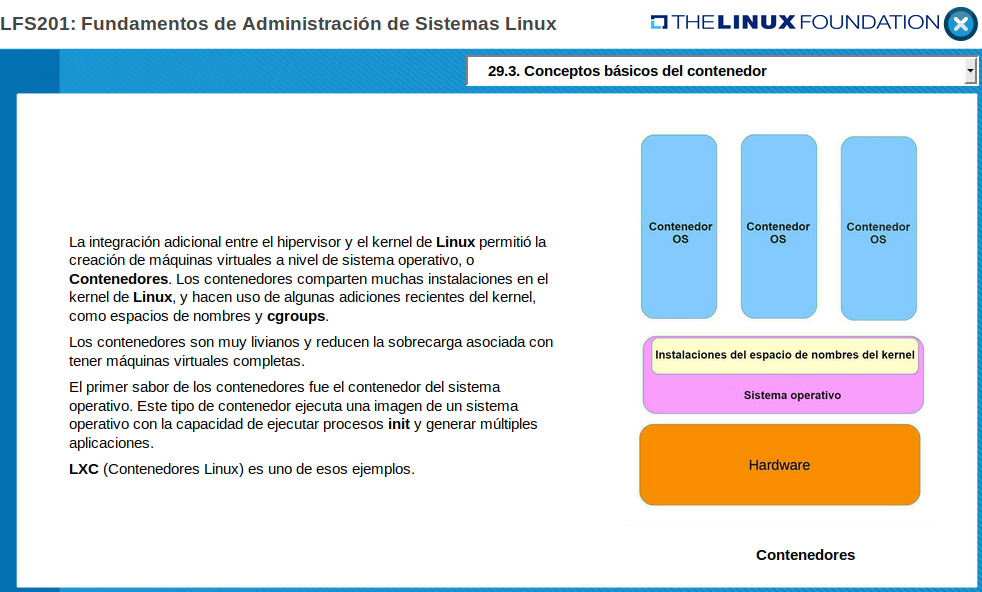 LFS201: Fundamentos de Administración de Sistemas Linux
THE LINUX FOUNDATION
29.3. Conceptos básicos del contenedor
La integración adicional entre el hipervisor y el kernel de Linux permitió la
creación de máquinas virtuales a nivel de sistema operativo, o
Contenedores. Los contenedores comparten muchas instalaciones en el
kernel de Linux, y hacen uso de algunas adiciones recientes del kernel,
como espacios de nombres y cgroups.
Los contenedores son muy livianos y reducen la sobrecarga asociada con
tener máquinas virtuales completas.
El primer sabor de los contenedores fue el contenedor del sistema
operativo. Este tipo de contenedor ejecuta una imagen de un sistema
operativo con la capacidad de ejecutar procesos init y generar múltiples
aplicaciones.
LXC (Contenedores Linux) es uno de esos ejemplos.
Contenedor
OS
Contenedor
OS
Contenedor
OS
Instalaciones del espacio de nombres del kernel
Sistema operativo
Hardware
Contenedores